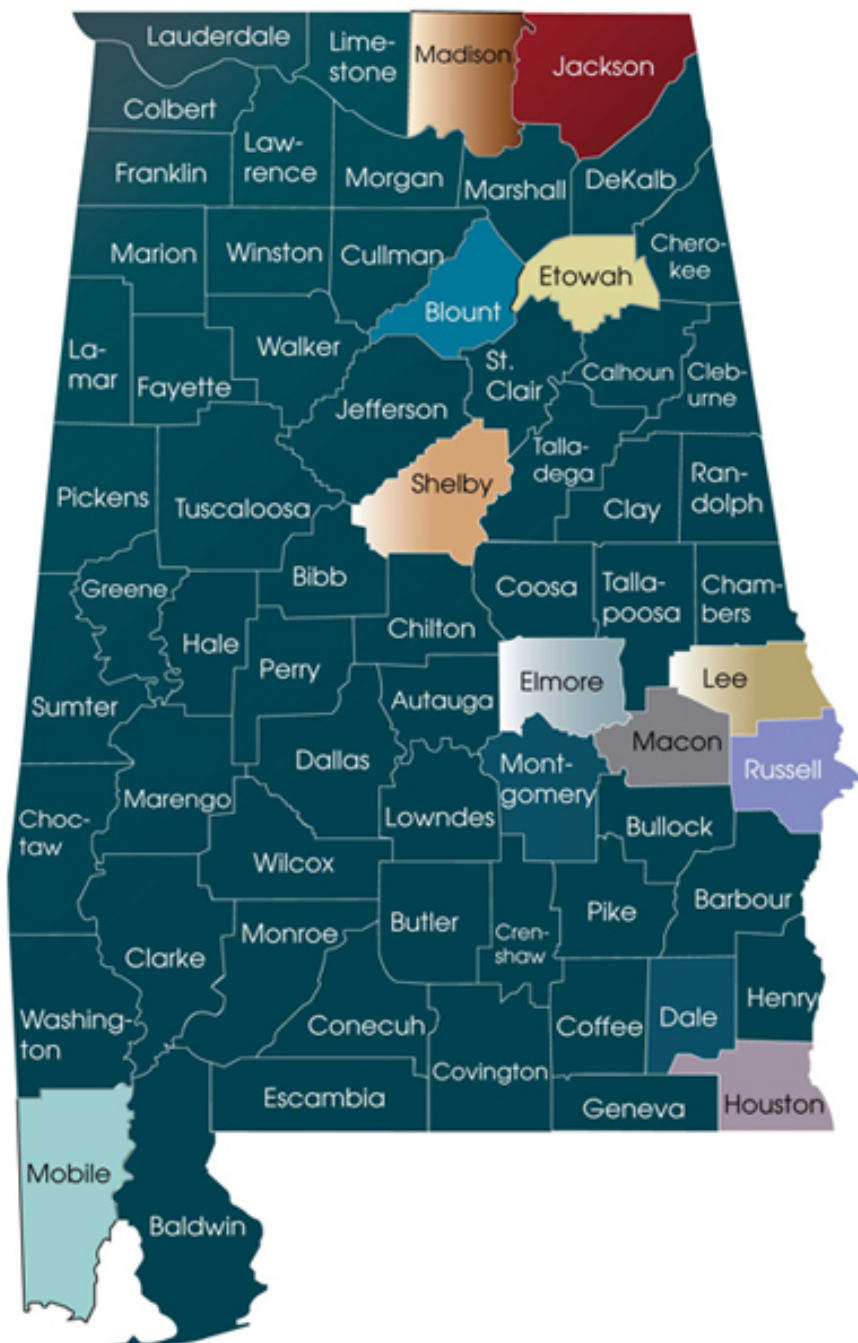 Lauderdale
Lime-
stone
Madison
Jackson
Colbert
Law-
rence
Franklin
Morgan
Marshall
DeKalb
Marion
Winston
Cullman
Etowah
Chero-
kee
Blount
La-
mar
Fayette
Walker
St.
Clair
Calhoun
Cleb-
urne
Jefferson
Talla-
dega
Shelby
Pickens
Tuscaloosa
Clay
Ran-
dolph
Greene
Bibb
Coosa
Talla-
poosa
Cham-
bers
Hale
Perry
Chilton
Sumter
Autauga
Elmore
Lee
Dallas
Macon
Russell
Mont-
gomery
Choc-
taw
Marengo
Lowndes
Bullock
Wilcox
Clarke
Monroe
Butler
Cren-
shaw
Pike
Barbour
Washing-
ton
Conecuh
Coffee
Dale
Henry
Escambia
Covington
Geneva
Houston
Mobile
Baldwin